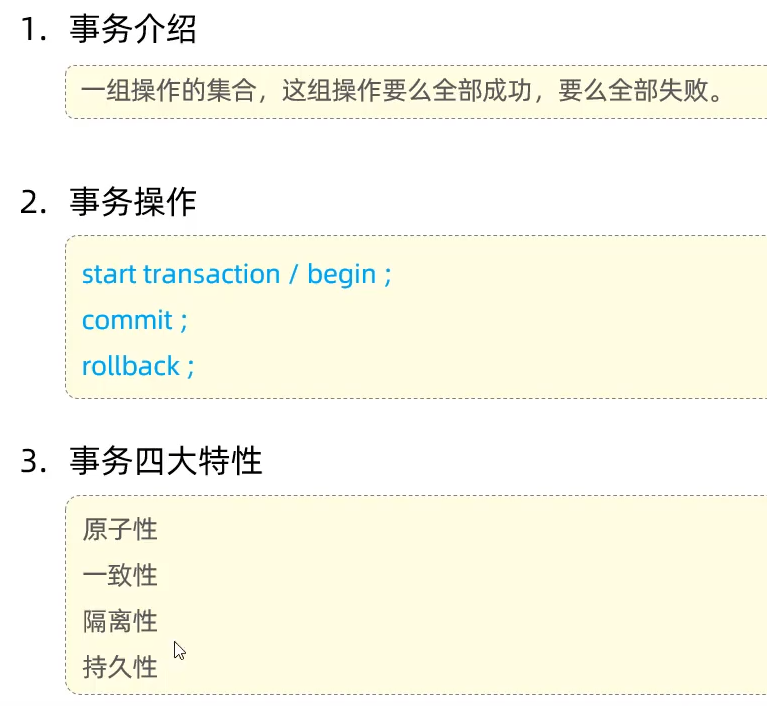 1. 事务介绍
一组操作的集合，这组操作要么全部成功，要么全部失败。
2. 事务操作
start transaction / begin ;
commit ;
rollback ;
3. 事务四大特性
原子性
一致性
隔离性
持久性